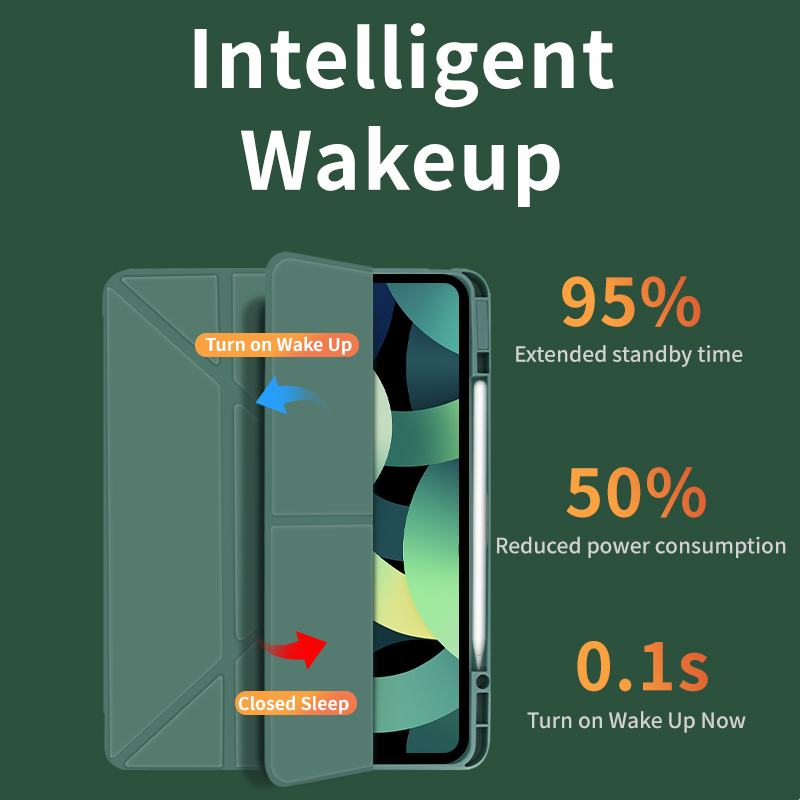 Intelligent
Wakeup
Turn on Wake Up
Closed Sleep
95%
Extended standby time
50%
Reduced power consumption
0.1s
Turn on Wake Up Now